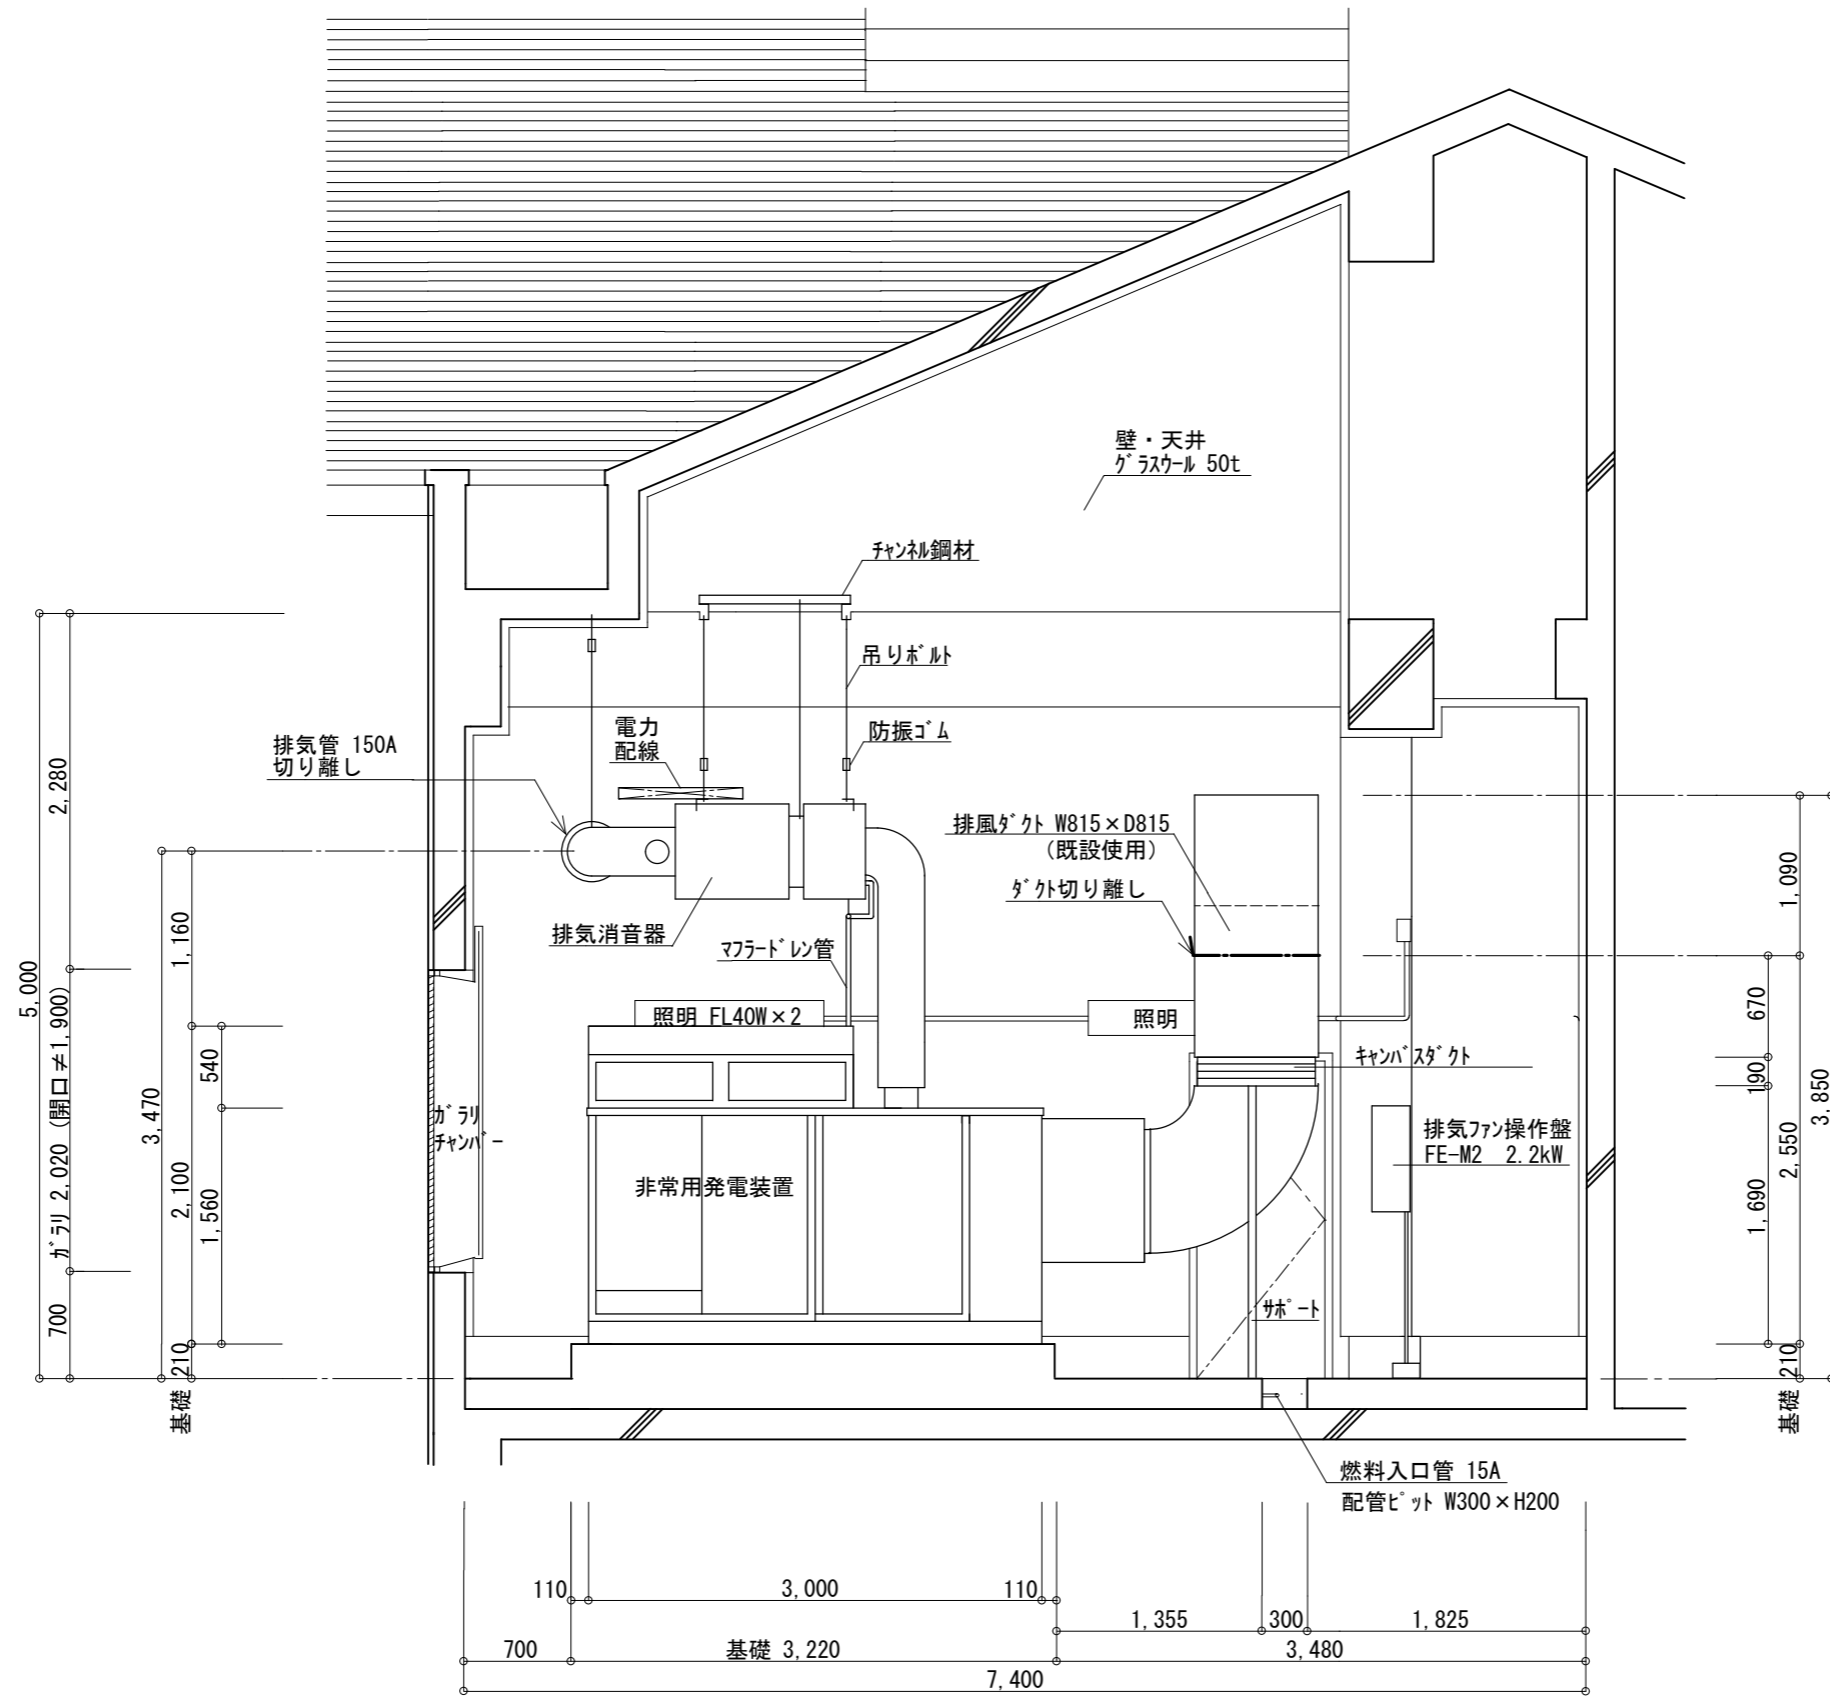 壁・天井
グラスウール 50t
チャンネル鋼材
吊りボルト
電力
配線
防振ゴム
排気管 150A
切り離し
排風ダクト W815×D815
(既設使用)
ダクト切り離し
排気消音器
マフラードレン管
照明 FL40W×2
照明
キャンバスダクト
ガラリ
チャンバー
排気ファン操作盤
FE-M2 2.2kW
非常用発電装置
サポート
燃料入口管 15A
配管ピット W300×H200
5,000
2,280
ガラリ 2,020 (開口≠1,900)
700
3,470
1,160
2,100
基礎 210
540
1,560
1,090
670
190
1,690
2,550
3,850
基礎 210
110
3,000
110
1,355
300
1,825
700
基礎 3,220
3,480
7,400